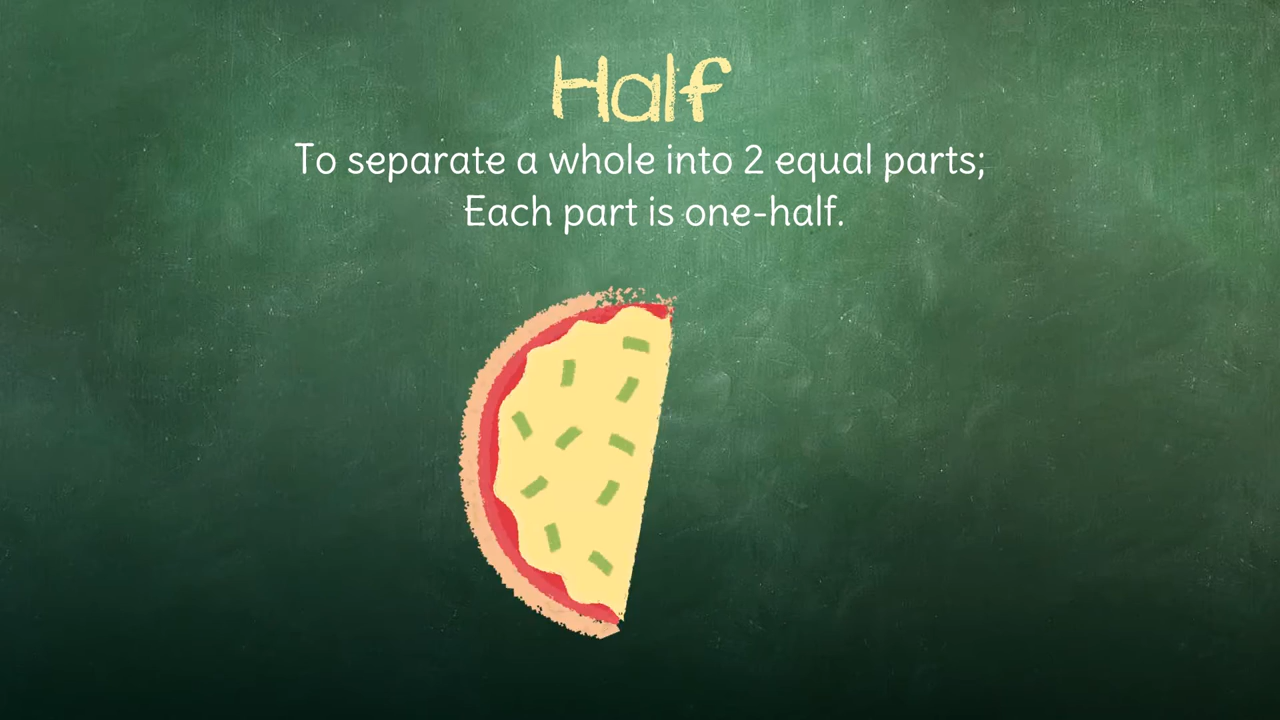 Half
To separate a whole into 2 equal parts;
Each part is one-half.